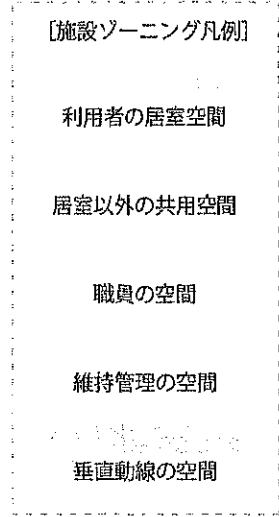 [施設ゾーニング凡例]
利用者の居室空間
居室以外の共用空間
職員の空間
維持管理の空間
垂直動線の空間